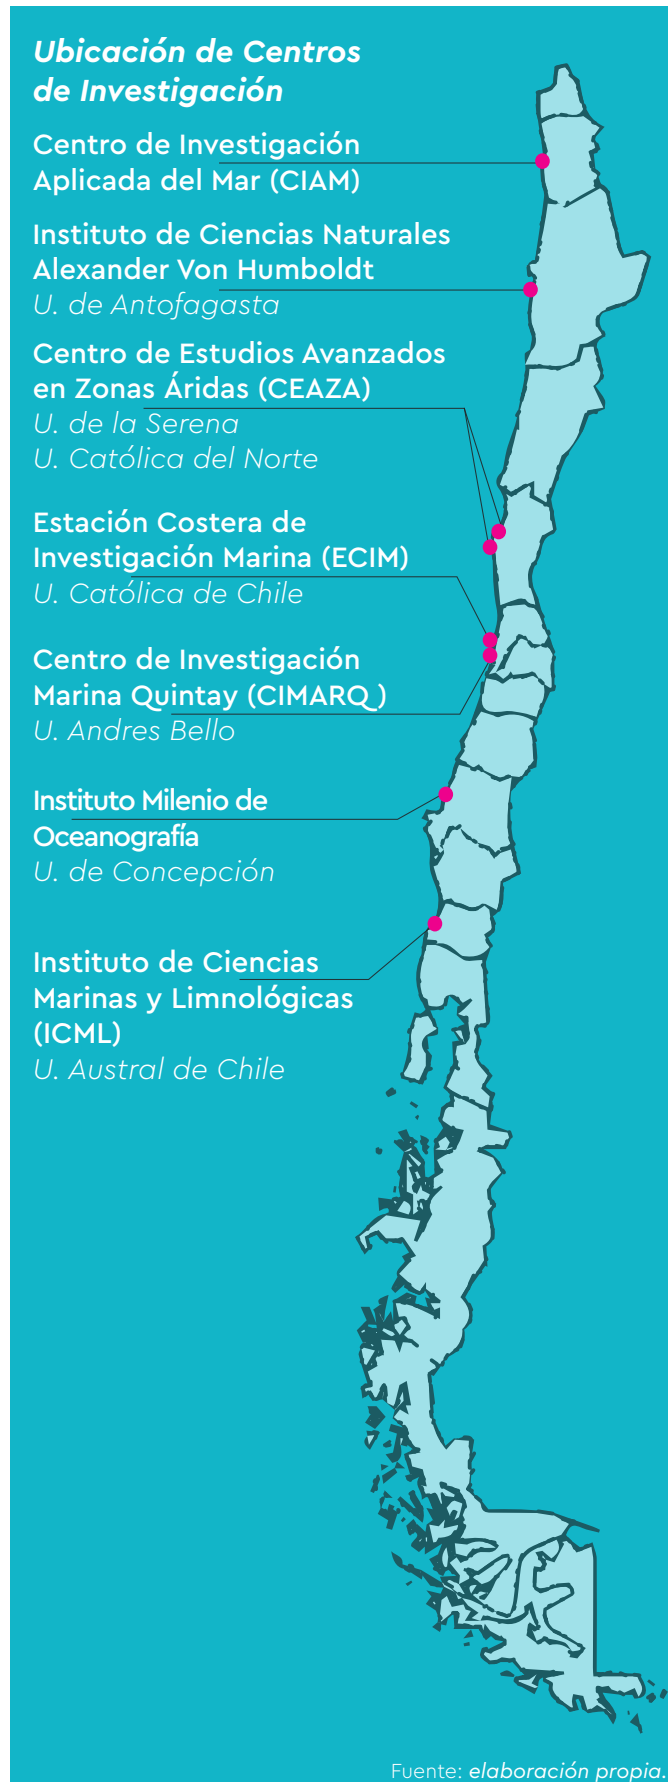 Ubicación de Centros
de Investigación
Centro de Investigación
Aplicada del Mar (CIAM)
Instituto de Ciencias Naturales
Alexander Von Humboldt
U. de Antofagasta
Centro de Estudios Avanzados
en Zonas Áridas (CEAZA)
U. de la Serena
U. Católica del Norte
Estación Costera de
Investigación Marina (ECIM)
U. Católica de Chile
Centro de Investigación
Marina Quintay (CIMARQ)
U. Andres Bello
Instituto Milenio de
Oceanografía
U. de Concepción
Instituto de Ciencias
Marinas y Limnológicas
(ICML)
U. Austral de Chile
Fuente: elaboración propia.